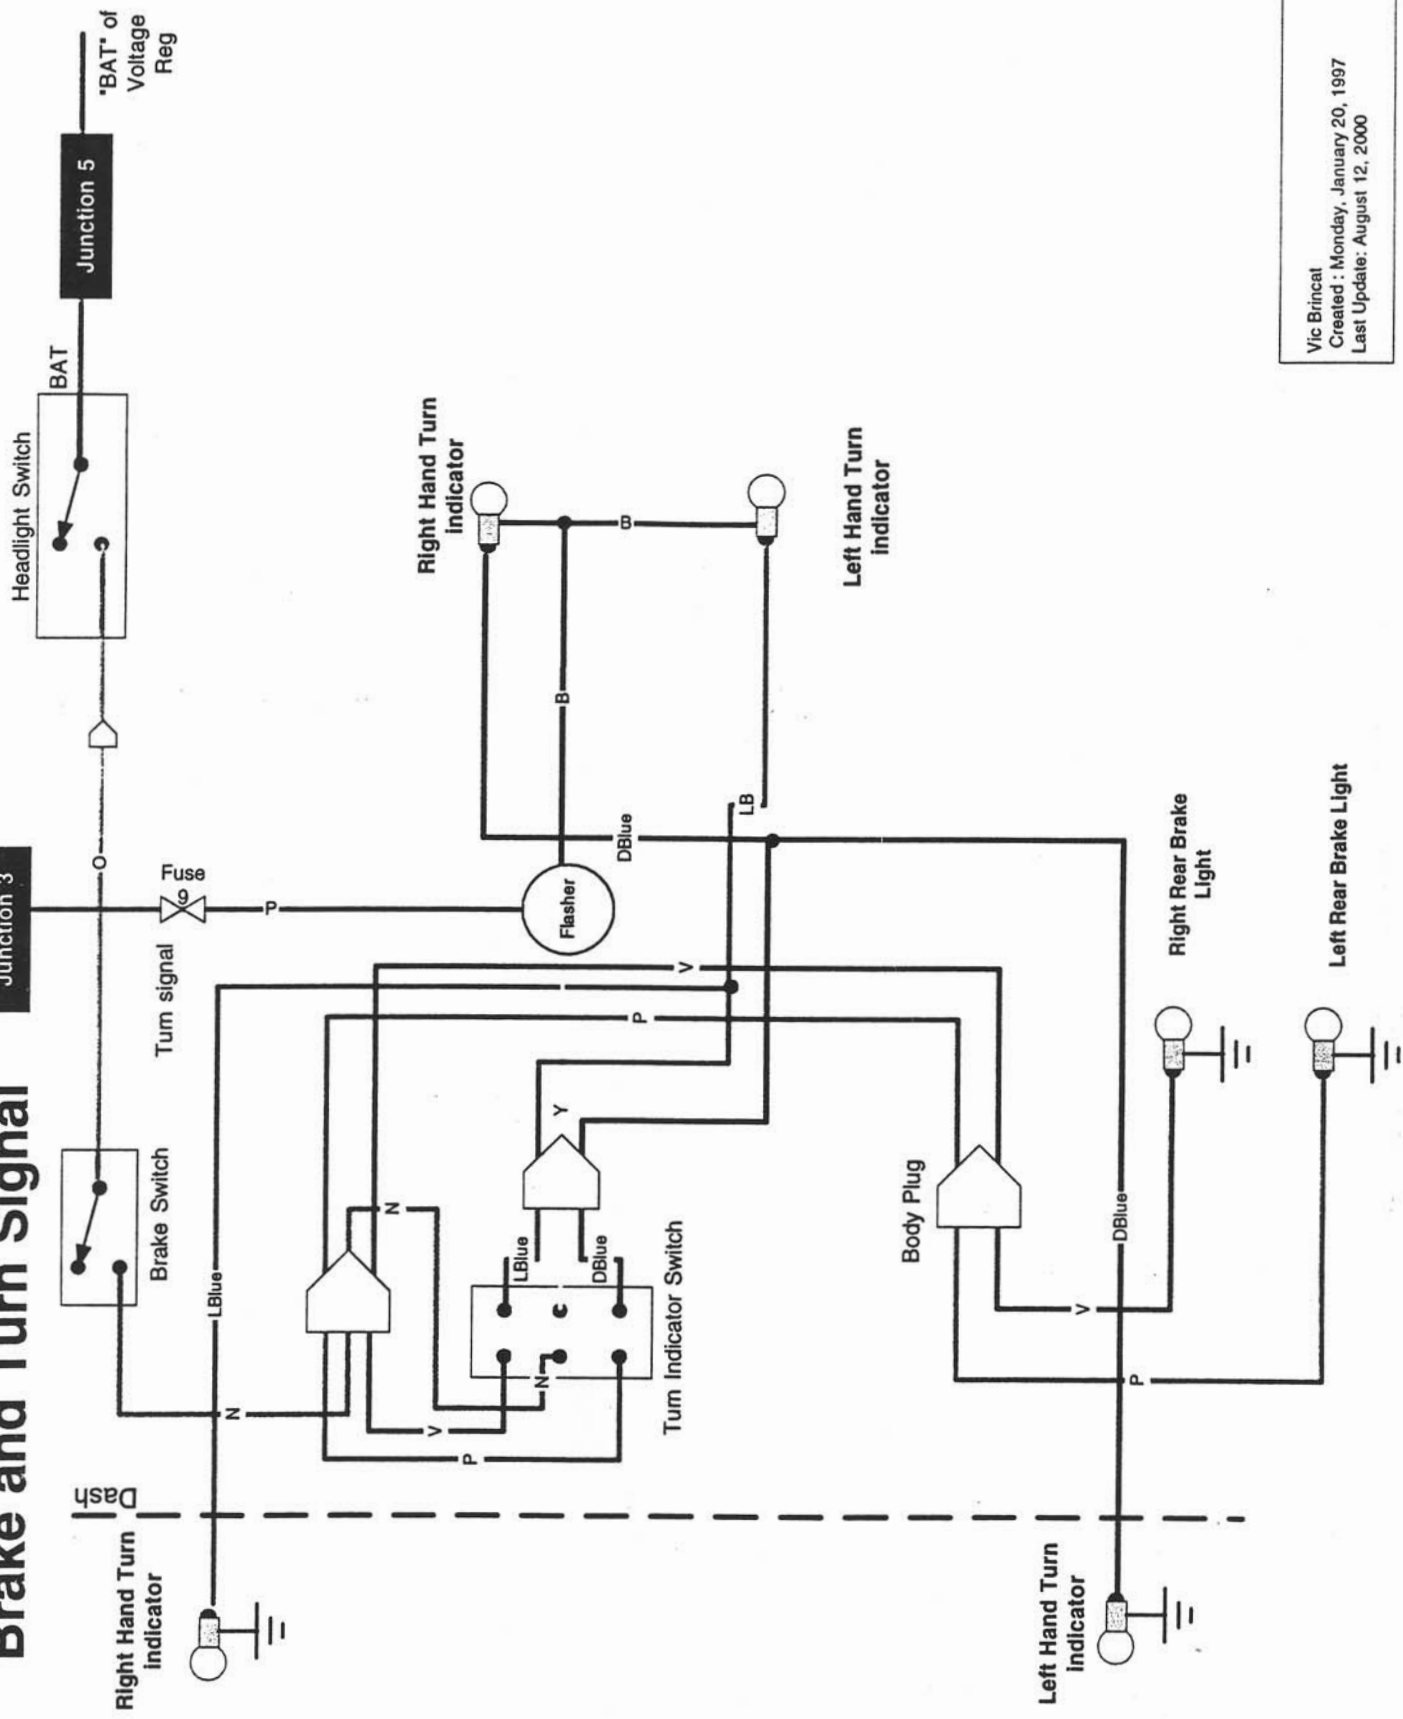 Brake and Turn Signal
Junction 3
Headlight Switch
BAT
Junction 5
"BAT" of
Voltage
Reg
O
Fuse
9
Turn signal
P
Brake Switch
Flasher
B
B
Right Hand Turn
indicator
Left Hand Turn
indicator
DBlue
LB
LBlue
V
P
N
N
Y
LBlue
DBlue
N
V
P
Turn Indicator Switch
Body Plug
DBlue
V
P
Right Rear Brake
Light
Left Rear Brake Light
Dash
Right Hand Turn
indicator
Left Hand Turn
indicator
Vic Brincat
Created : Monday, January 20, 1997
Last Update: August 12, 2000